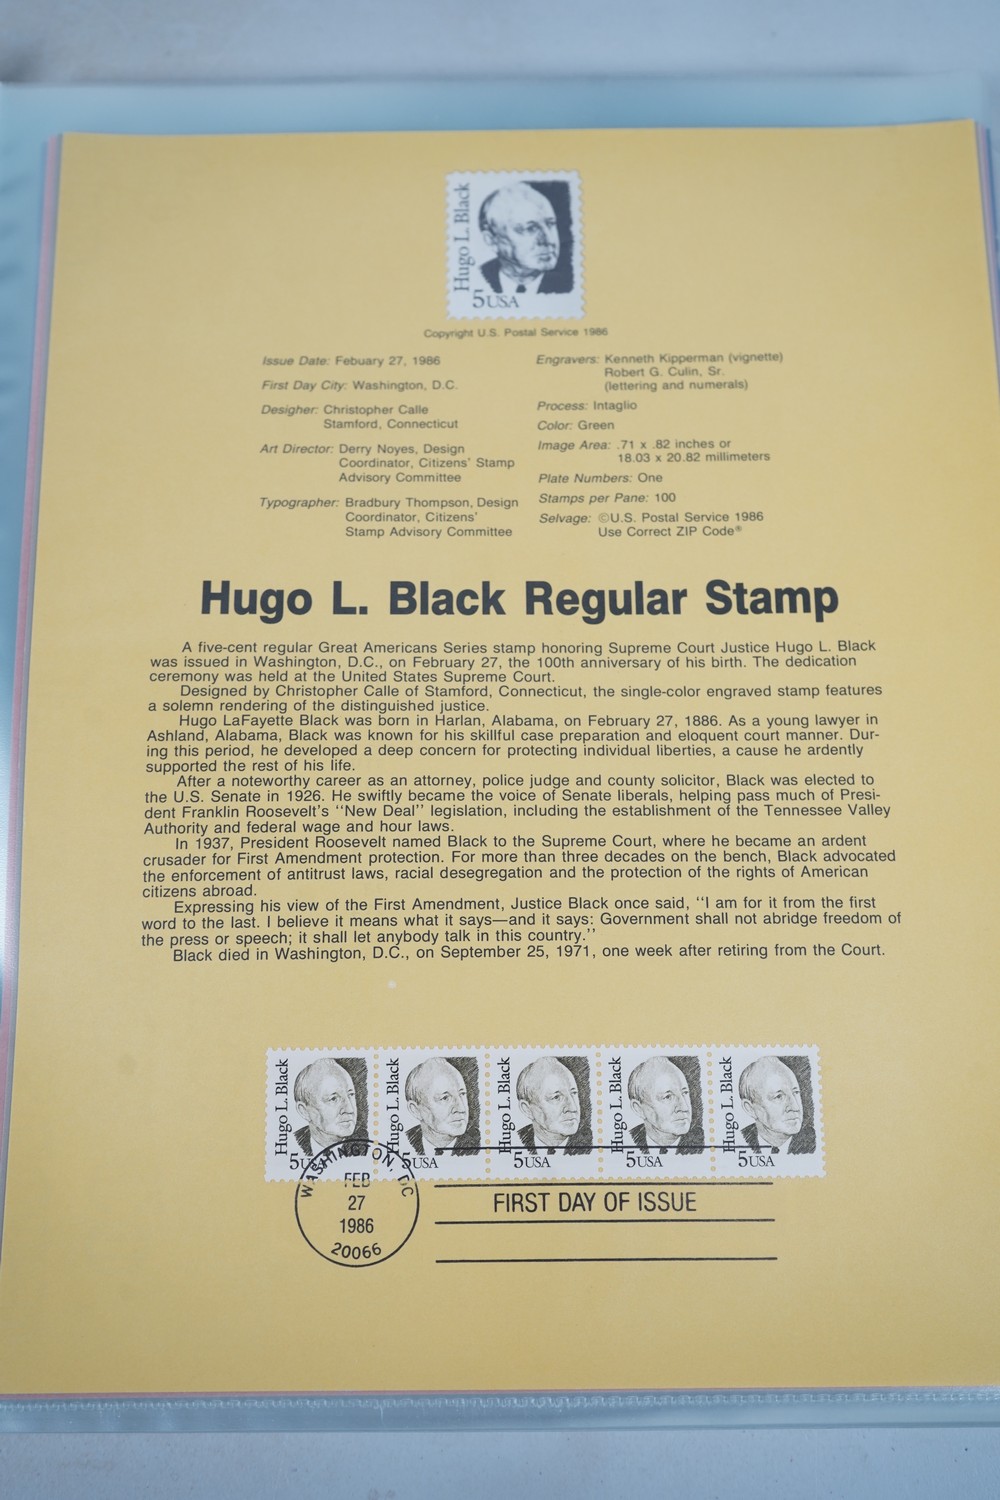 Hugo L. Black
5 USA
Copyright U.S. Postal Service 1986
Issue Date: Febuary 27, 1986
First Day City: Washington, D.C.
Desigher: Christopher Calle
Stamford, Connecticut
Art Director: Derry Noyes, Design
Coordinator, Citizens' Stamp
Advisory Committee
Typographer: Bradbury Thompson, Design
Coordinator, Citizens'
Stamp Advisory Committee
Engravers: Kenneth Kipperman (vignette)
Robert G. Culin, Sr.
(lettering and numerals)
Process: Intaglio
Color: Green
Image Area: .71 x .82 inches or
18.03 x 20.82 millimeters
Plate Numbers: One
Stamps per Pane: 100
Selvage: ©U.S. Postal Service 1986
Use Correct ZIP Code®
Hugo L. Black Regular Stamp
A five-cent regular Great Americans Series stamp honoring Supreme Court Justice Hugo L. Black
was issued in Washington, D.C., on February 27, the 100th anniversary of his birth. The dedication
ceremony was held at the United States Supreme Court.
Designed by Christopher Calle of Stamford, Connecticut, the single-color engraved stamp features
a solemn rendering of the distinguished justice.
Hugo LaFayette Black was born in Harlan, Alabama, on February 27, 1886. As a young lawyer in
Ashland, Alabama, Black was known for his skillful case preparation and eloquent court manner. Dur-
ing this period, he developed a deep concern for protecting individual liberties, a cause he ardently
supported the rest of his life.
After a noteworthy career as an attorney, police judge and county solicitor, Black was elected to
the U.S. Senate in 1926. He swiftly became the voice of Senate liberals, helping pass much of Presi-
dent Franklin Roosevelt's ''New Deal'' legislation, including the establishment of the Tennessee Valley
Authority and federal wage and hour laws.
In 1937, President Roosevelt named Black to the Supreme Court, where he became an ardent
crusader for First Amendment protection. For more than three decades on the bench, Black advocated
the enforcement of antitrust laws, racial desegregation and the protection of the rights of American
citizens abroad.
Expressing his view of the First Amendment, Justice Black once said, ''I am for it from the first
word to the last. I believe it means what it says—and it says: Government shall not abridge freedom of
the press or speech; it shall let anybody talk in this country.''
Black died in Washington, D.C., on September 25, 1971, one week after retiring from the Court.
Hugo L. Black
5 USA
Hugo L. Black
5 USA
Hugo L. Black
5 USA
Hugo L. Black
5 USA
Hugo L. Black
5 USA
WASHINGTON, DC
FEB
27
1986
20066
FIRST DAY OF ISSUE